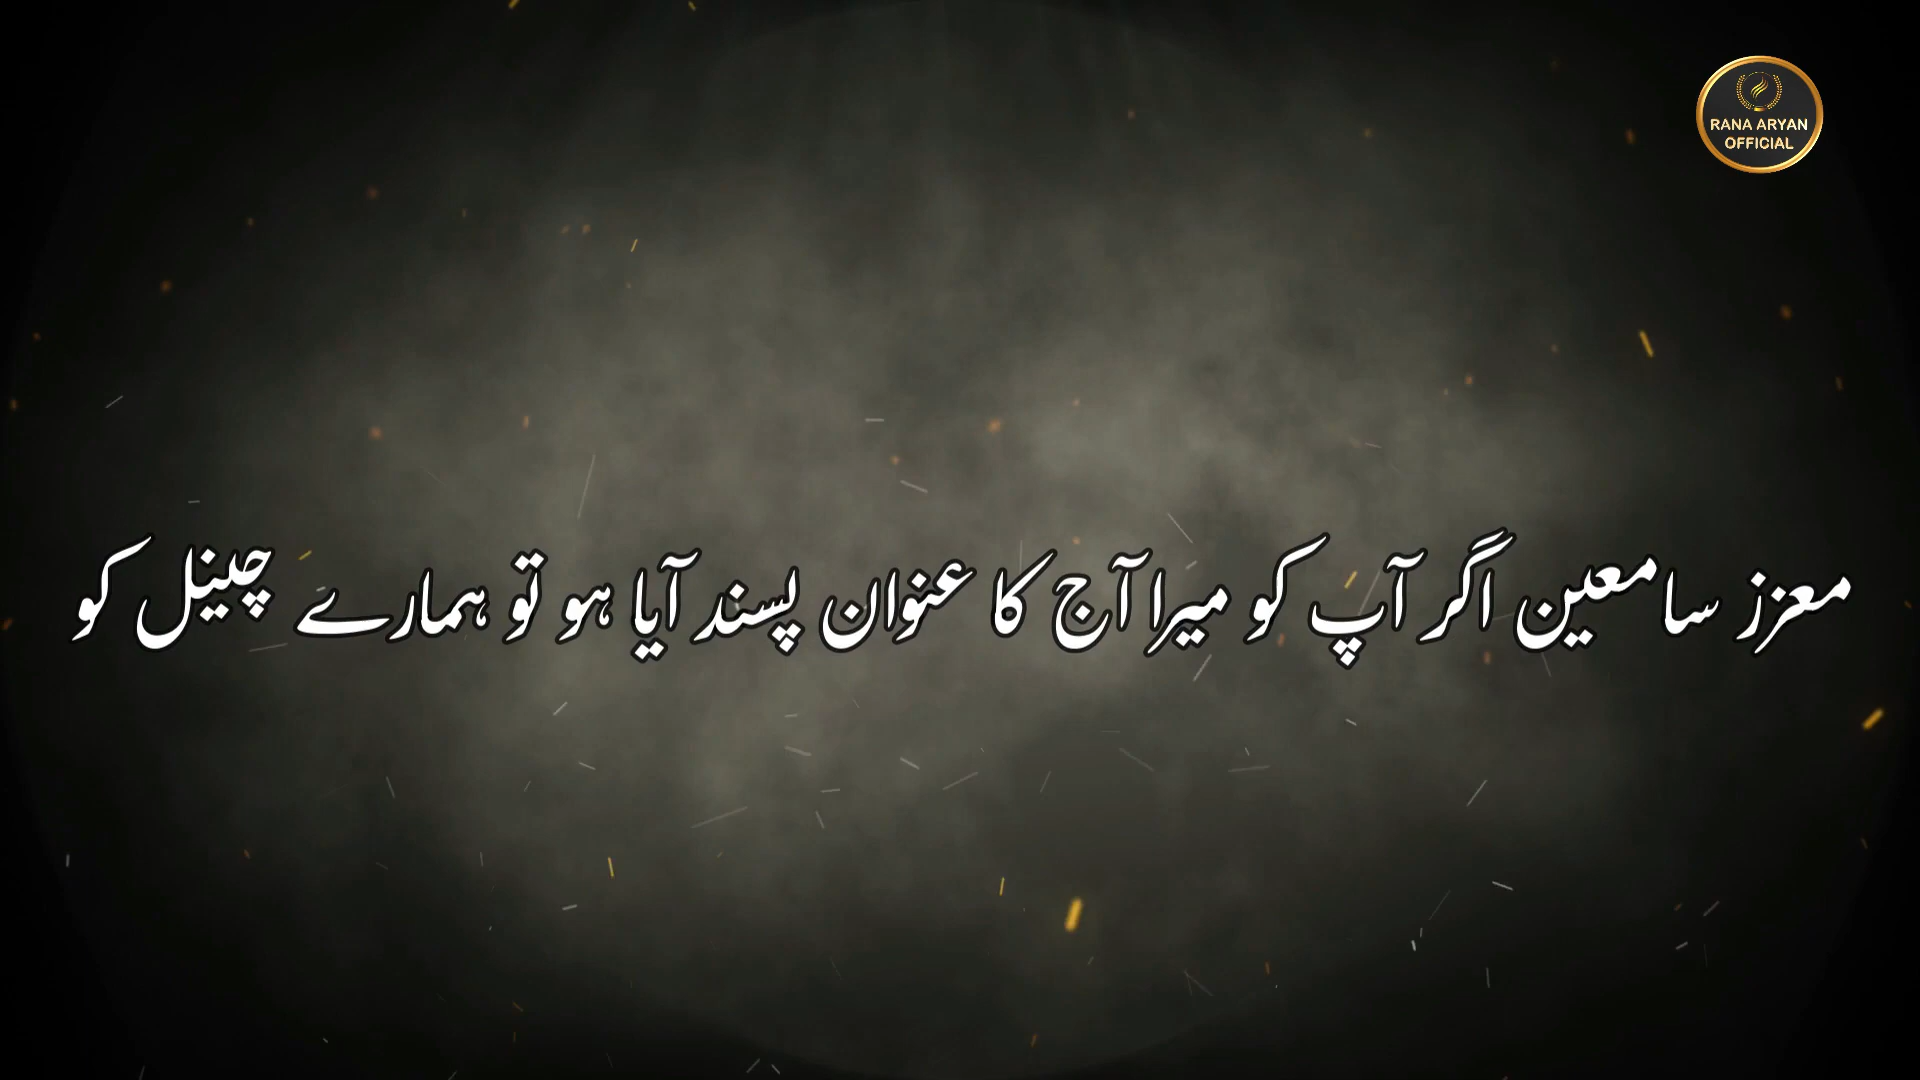 RANA ARYAN
OFFICIAL
معزز سامعین اگر آپ کو میرا آج کا عنوان پسند آیا ہو تو ہمارے چینل کو